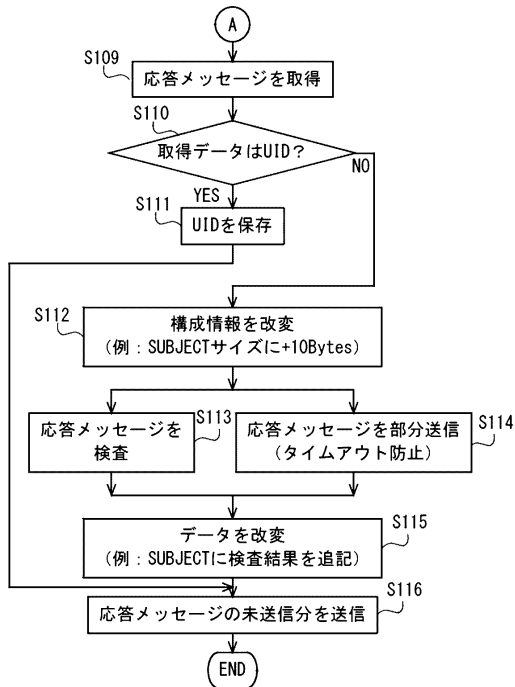 A
S109
応答メッセージを取得
S110
取得データはUID？
NO
YES
S111
UIDを保存
S112
構成情報を改変
（例：SUBJECTサイズに+10Bytes）
S113
応答メッセージを
検査
S114
応答メッセージを部分送信
（タイムアウト防止）
S115
データを改変
（例：SUBJECTに検査結果を追記）
S116
応答メッセージの未送信分を送信
END